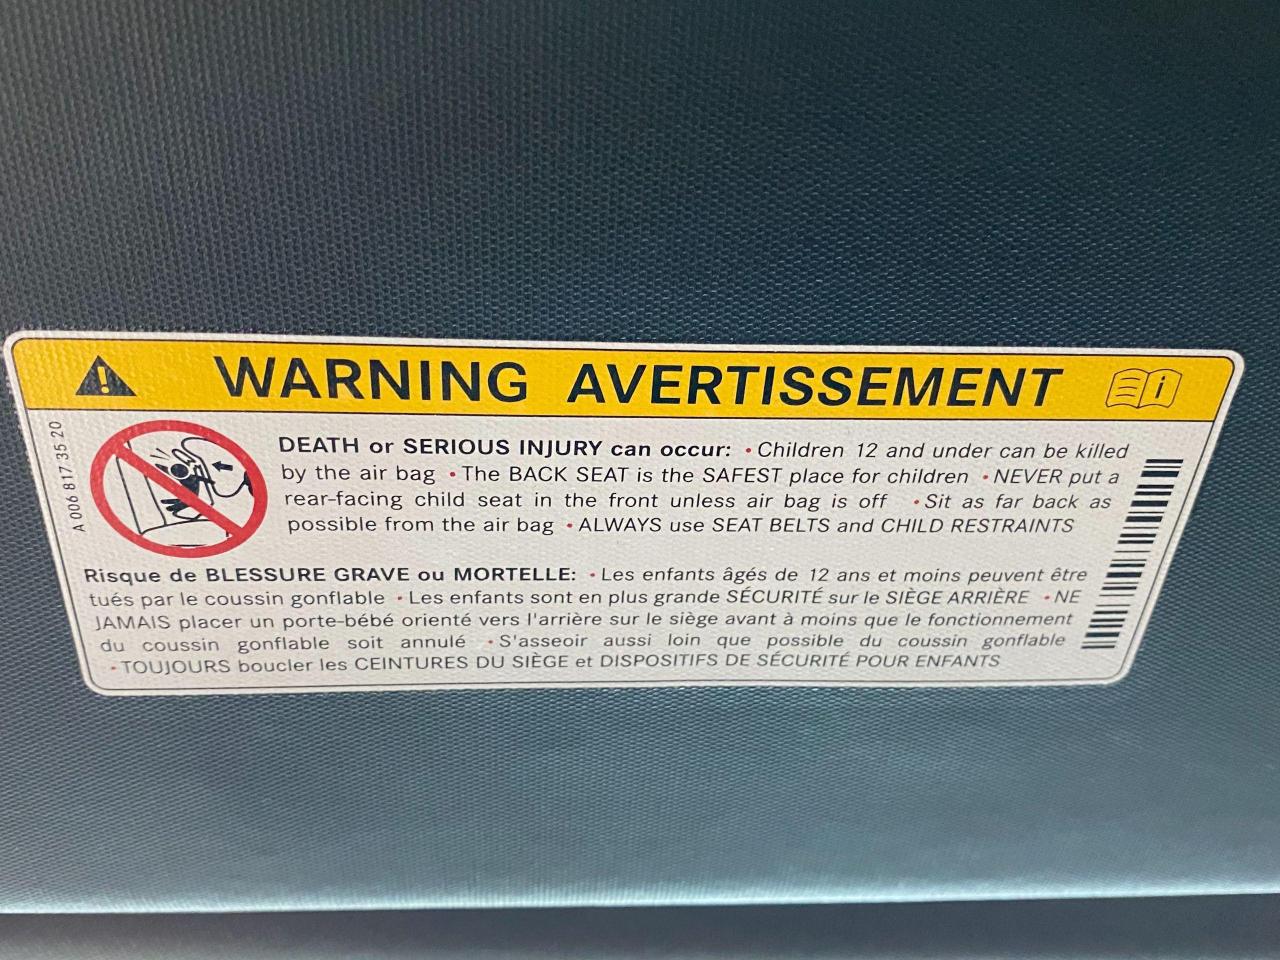 WARNING AVERTISSEMENT
A 006 817 35 20
DEATH or SERIOUS INJURY can occur: • Children 12 and under can be killed
by the air bag • The BACK SEAT is the SAFEST place for children • NEVER put a
rear-facing child seat in the front unless air bag is off • Sit as far back as
possible from the air bag • ALWAYS use SEAT BELTS and CHILD RESTRAINTS
Risque de BLESSURE GRAVE ou MORTELLE: • Les enfants âgés de 12 ans et moins peuvent être
tués par le coussin gonflable • Les enfants sont en plus grande SÉCURITÉ sur le SIÈGE ARRIÈRE • NE
JAMAIS placer un porte-bébé orienté vers l'arrière sur le siège avant à moins que le fonctionnement
du coussin gonflable soit annulé • S'asseoir aussi loin que possible du coussin gonflable
• TOUJOURS boucler les CEINTURES DU SIÈGE et DISPOSITIFS DE SÉCURITÉ POUR ENFANTS